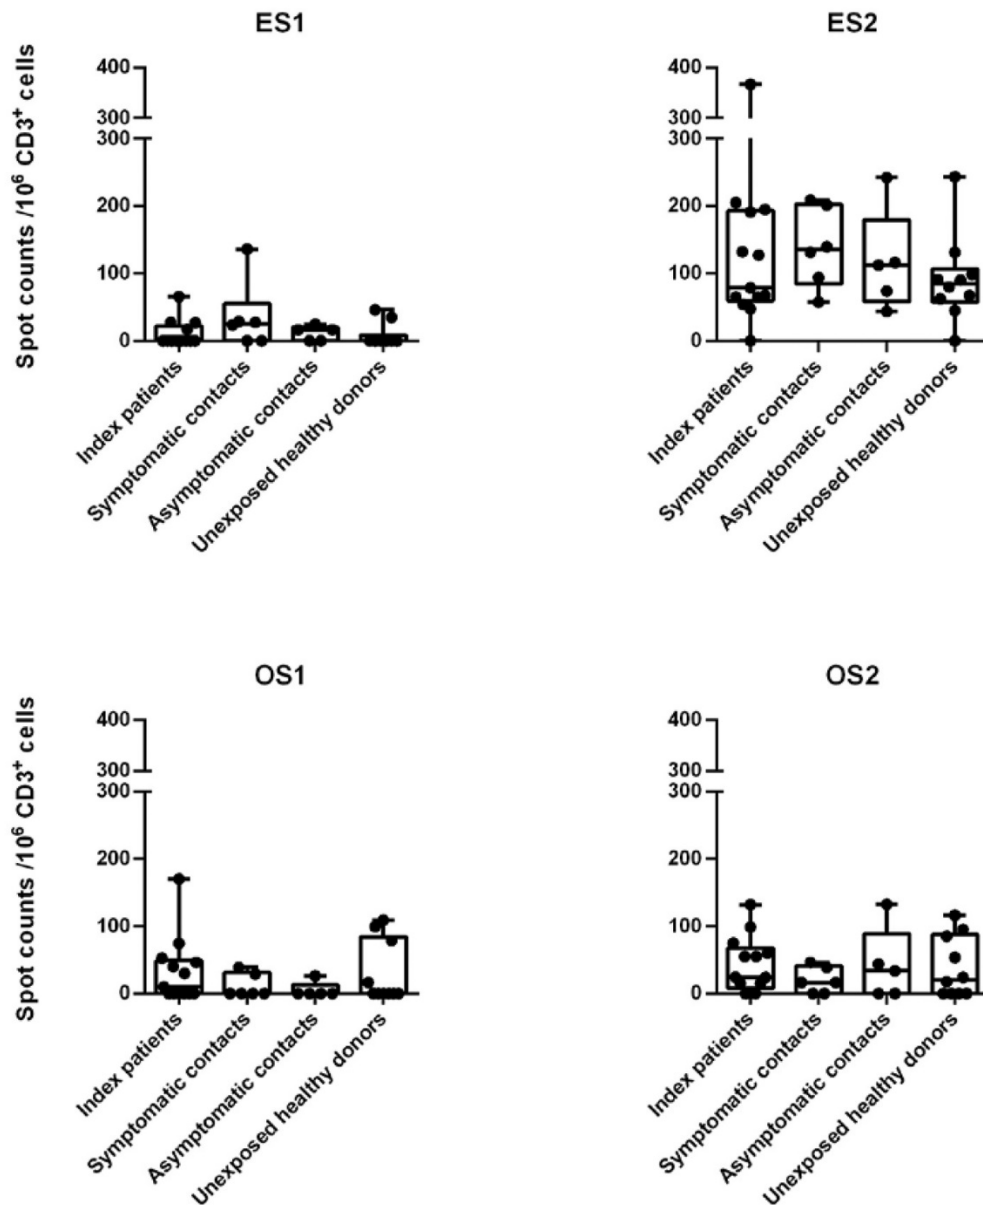 ES1
Spot counts /10⁶ CD3⁺ cells
400
300
300
200
100
0
Index patients
Symptomatic contacts
Asymptomatic contacts
Unexposed healthy donors
ES2
400
300
300
200
100
0
Index patients
Symptomatic contacts
Asymptomatic contacts
Unexposed healthy donors
OS1
Spot counts /10⁶ CD3⁺ cells
400
300
300
200
100
0
Index patients
Symptomatic contacts
Asymptomatic contacts
Unexposed healthy donors
OS2
400
300
300
200
100
0
Index patients
Symptomatic contacts
Asymptomatic contacts
Unexposed healthy donors